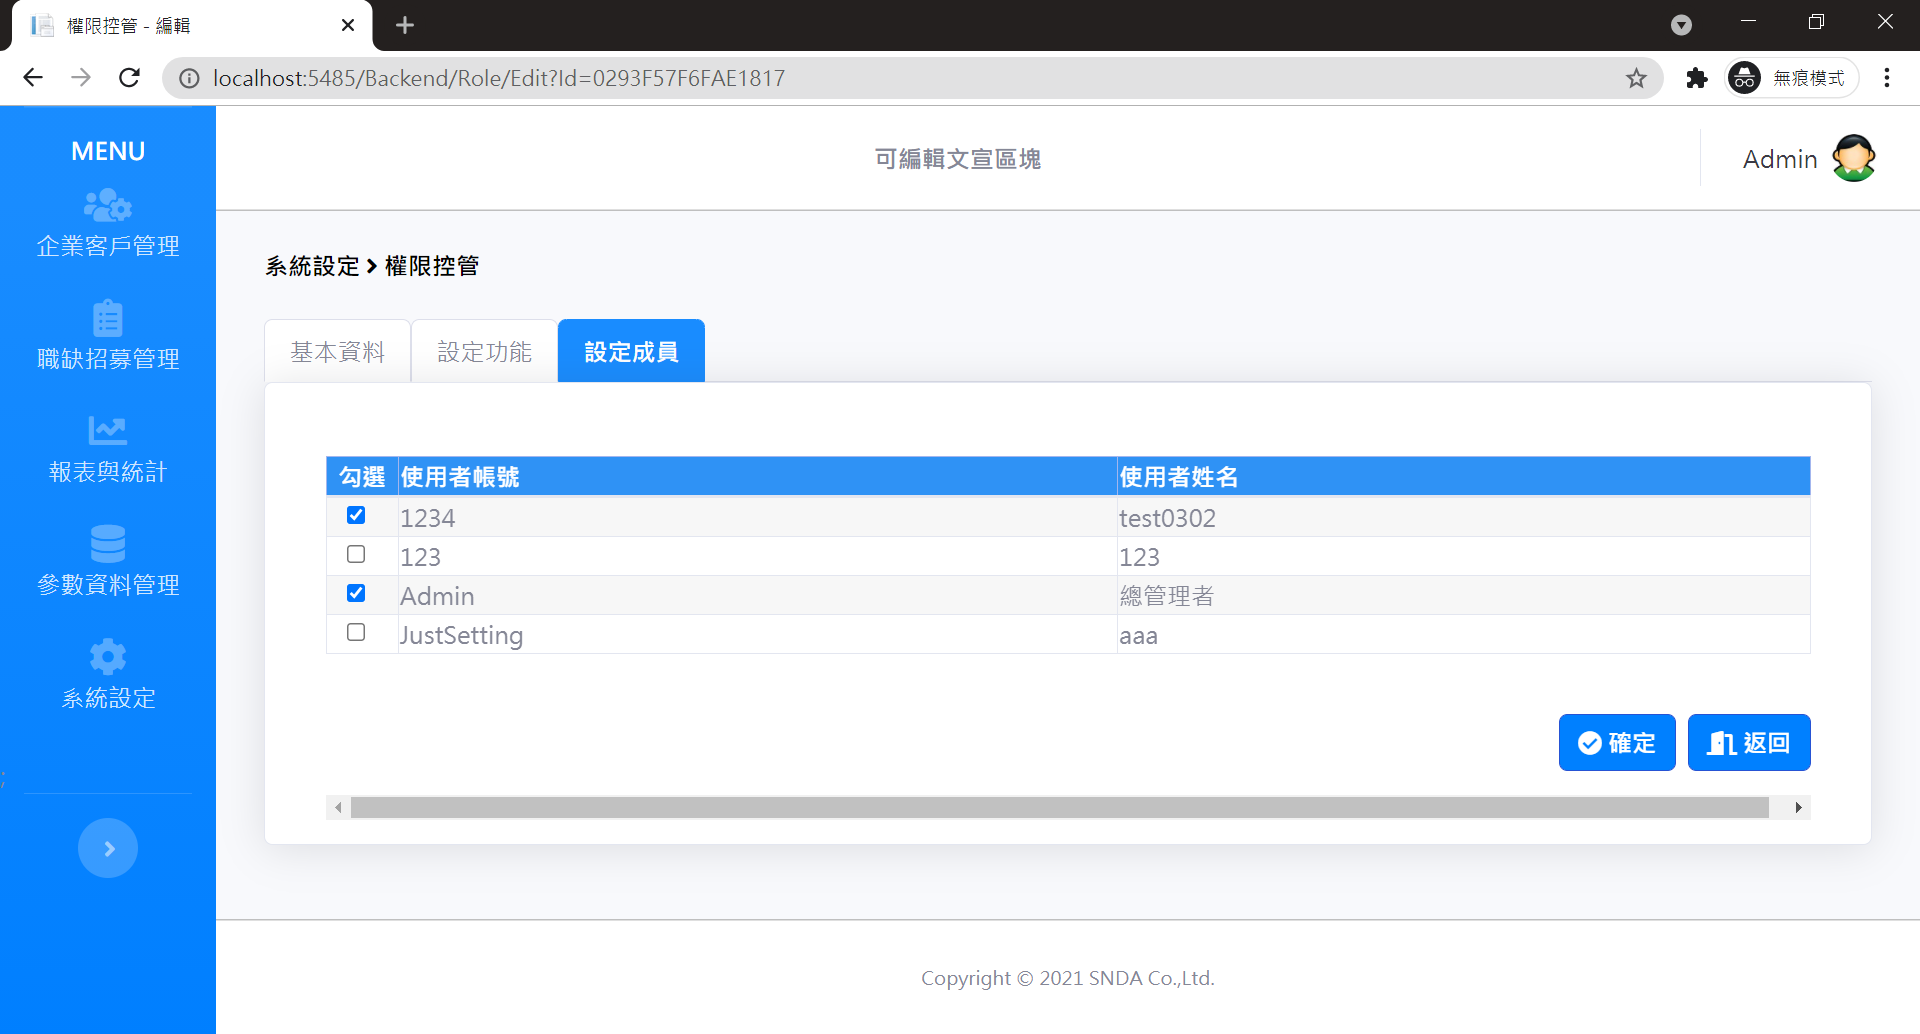 權限控管 - 編輯
localhost:5485/Backend/Role/Edit?Id=0293F57F6FAE1817
無痕模式
MENU
企業客戶管理
職缺招募管理
報表與統計
參數資料管理
系統設定
;
可編輯文宣區塊
Admin
系統設定 > 權限控管
基本資料 設定功能 設定成員
勾選 使用者帳號 使用者姓名
1234 test0302
123 123
Admin 總管理者
JustSetting aaa
確定 返回
Copyright © 2021 SNDA Co.,Ltd.